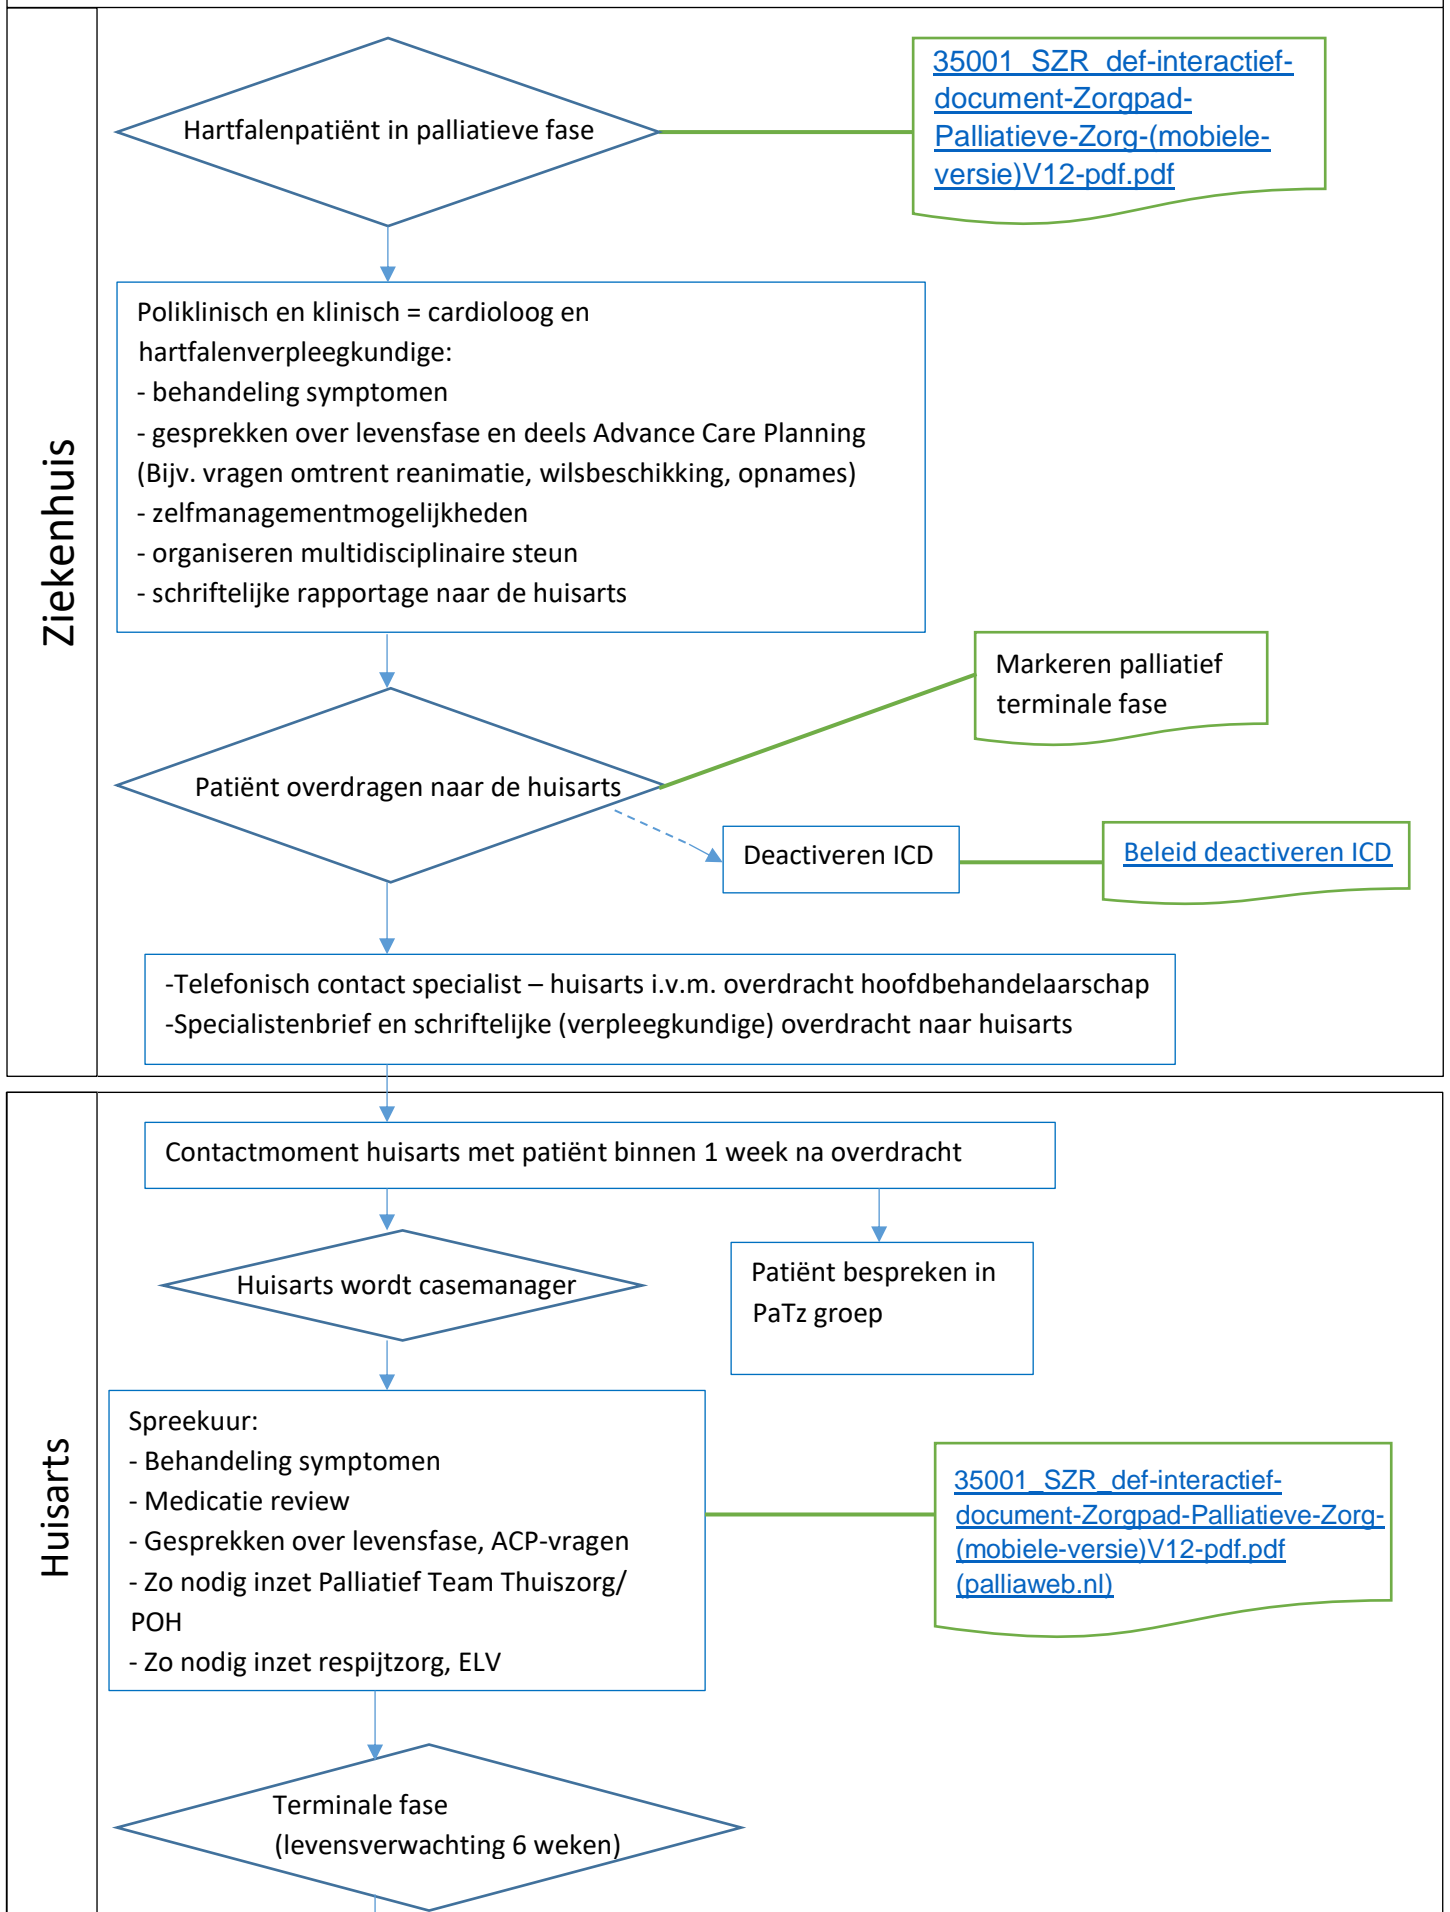 Ziekenhuis
Hartfalenpatiënt in palliatieve fase
35001_SZR_def-interactief-
document-Zorgpad-
Palliatieve-Zorg-(mobiele-
versie)V12-pdf.pdf
Poliklinisch en klinisch = cardioloog en
hartfalenverpleegkundige:
- behandeling symptomen
- gesprekken over levensfase en deels Advance Care Planning
(Bijv. vragen omtrent reanimatie, wilsbeschikking, opnames)
- zelfmanagementmogelijkheden
- organiseren multidisciplinaire steun
- schriftelijke rapportage naar de huisarts
Markeren palliatief
terminale fase
Patiënt overdragen naar de huisarts
Deactiveren ICD
Beleid deactiveren ICD
-Telefonisch contact specialist – huisarts i.v.m. overdracht hoofdbehandelaarschap
-Specialistenbrief en schriftelijke (verpleegkundige) overdracht naar huisarts
Huisarts
Contactmoment huisarts met patiënt binnen 1 week na overdracht
Huisarts wordt casemanager
Patiënt bespreken in
PaTz groep
Spreekuur:
- Behandeling symptomen
- Medicatie review
- Gesprekken over levensfase, ACP-vragen
- Zo nodig inzet Palliatief Team Thuiszorg/
POH
- Zo nodig inzet respijtzorg, ELV
35001_SZR_def-interactief-
document-Zorgpad-Palliatieve-Zorg-
(mobiele-versie)V12-pdf.pdf
(palliaweb.nl)
Terminale fase
(levensverwachting 6 weken)